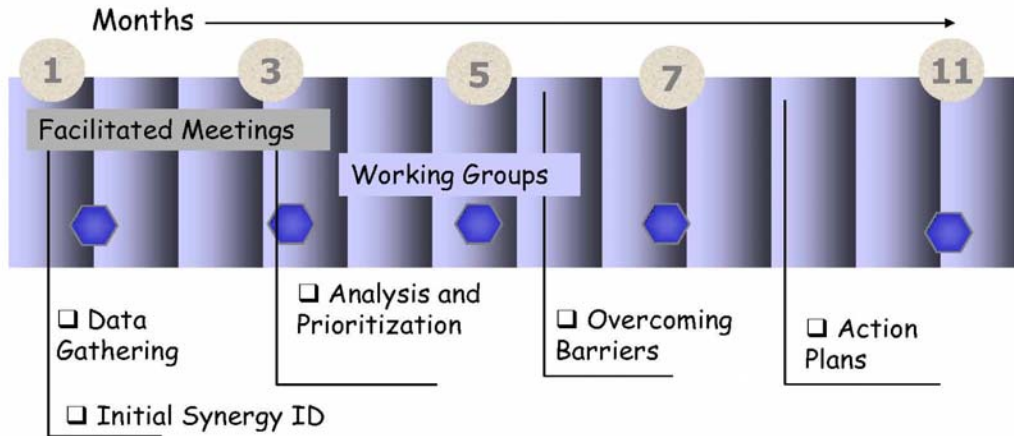 Months
1 3 5 7 11
Facilitated Meetings
Working Groups
❑ Data
Gathering
❑ Initial Synergy ID
❑ Analysis and
Prioritization
❑ Overcoming
Barriers
❑ Action
Plans